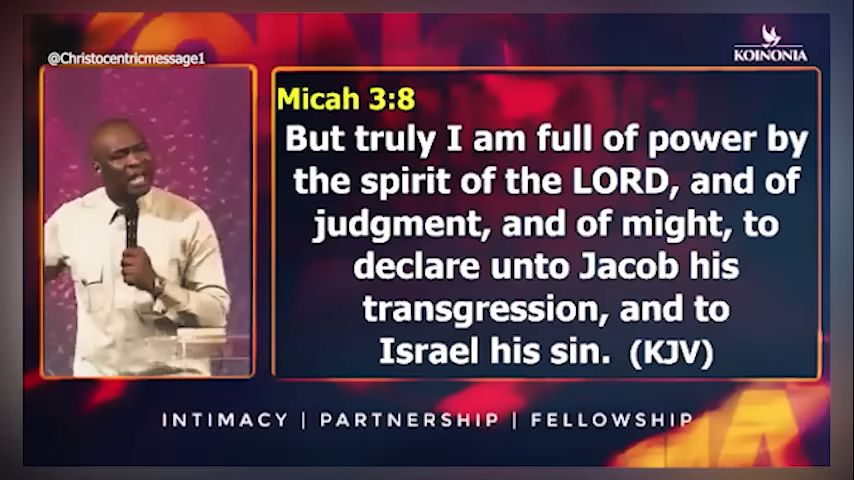 @Christocentricmessage1
KOINONIA
Micah 3:8
But truly I am full of power by
the spirit of the LORD, and of
judgment, and of might, to
declare unto Jacob his
transgression, and to
Israel his sin. (KJV)
INTIMACY | PARTNERSHIP | FELLOWSHIP